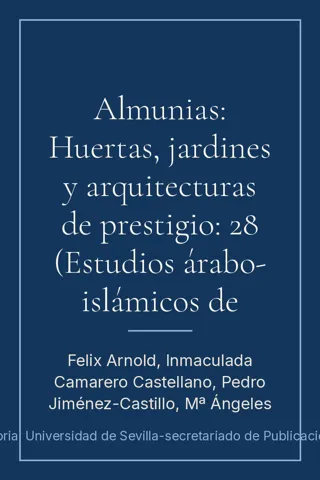 Almunias:
Huertas, jardines
y arquitecturas
de prestigio: 28
(Estudios árabo-
islámicos de
Felix Arnold, Inmaculada
Camarero Castellano, Pedro
Jiménez-Castillo, Mª Ángeles
Universidad de Sevilla-secretariado de